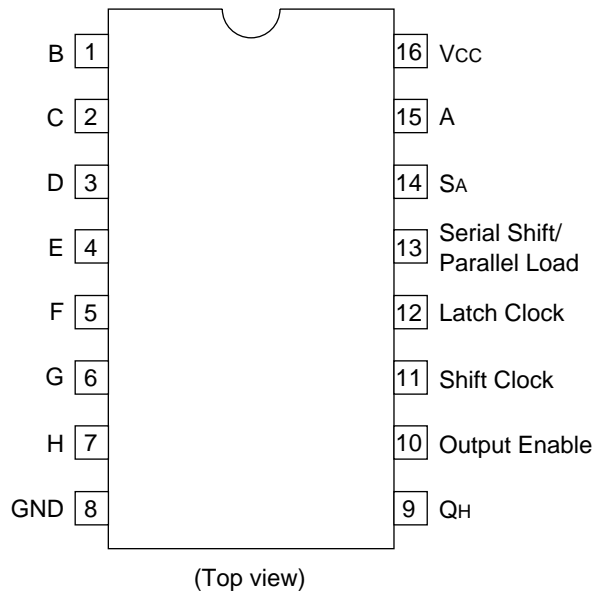 B 1 16 VCC
C 2 15 A
D 3 14 SA
E 4 13 Serial Shift/
Parallel Load
F 5 12 Latch Clock
G 6 11 Shift Clock
H 7 10 Output Enable
GND 8 9 QH
(Top view)